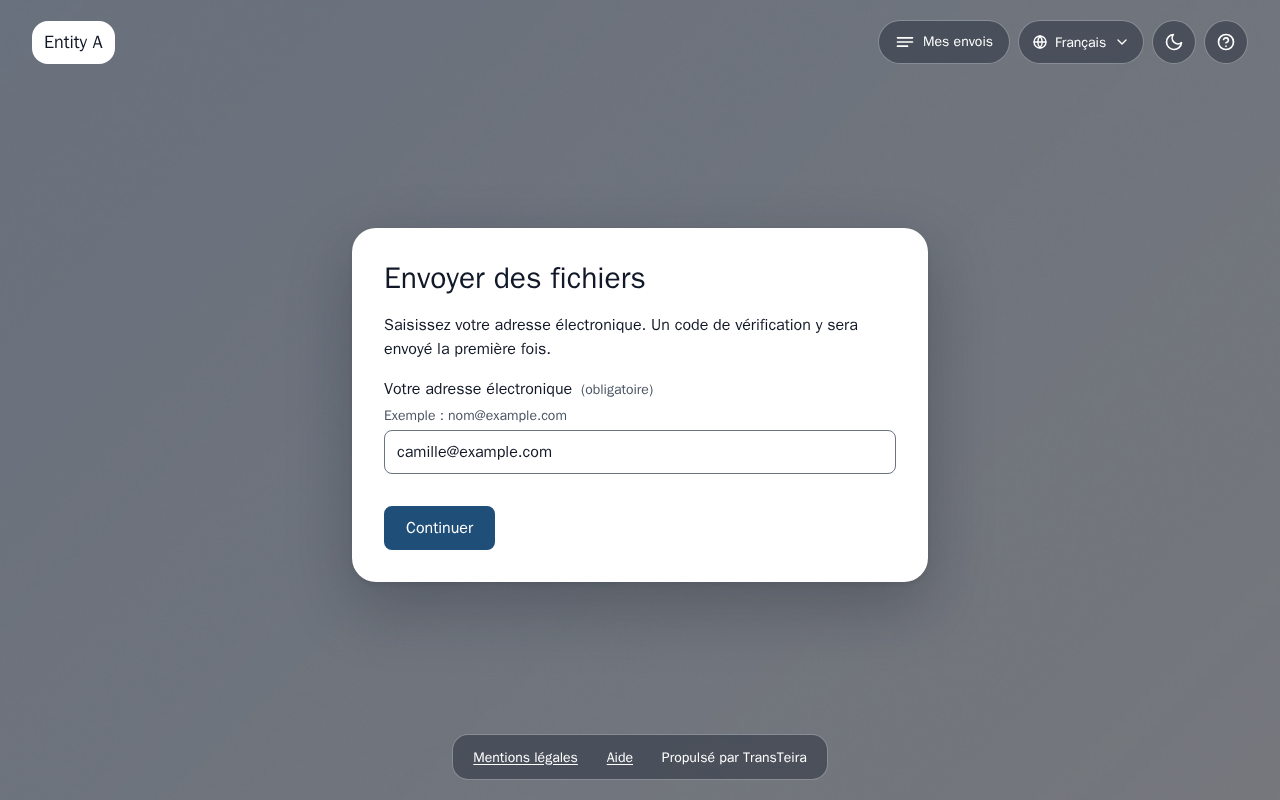 Entity A
Mes envois
Français
Envoyer des fichiers
Saisissez votre adresse électronique. Un code de vérification y sera
envoyé la première fois.
Votre adresse électronique (obligatoire)
Exemple : nom@example.com
camille@example.com
Continuer
Mentions légales
Aide
Propulsé par TransTeira